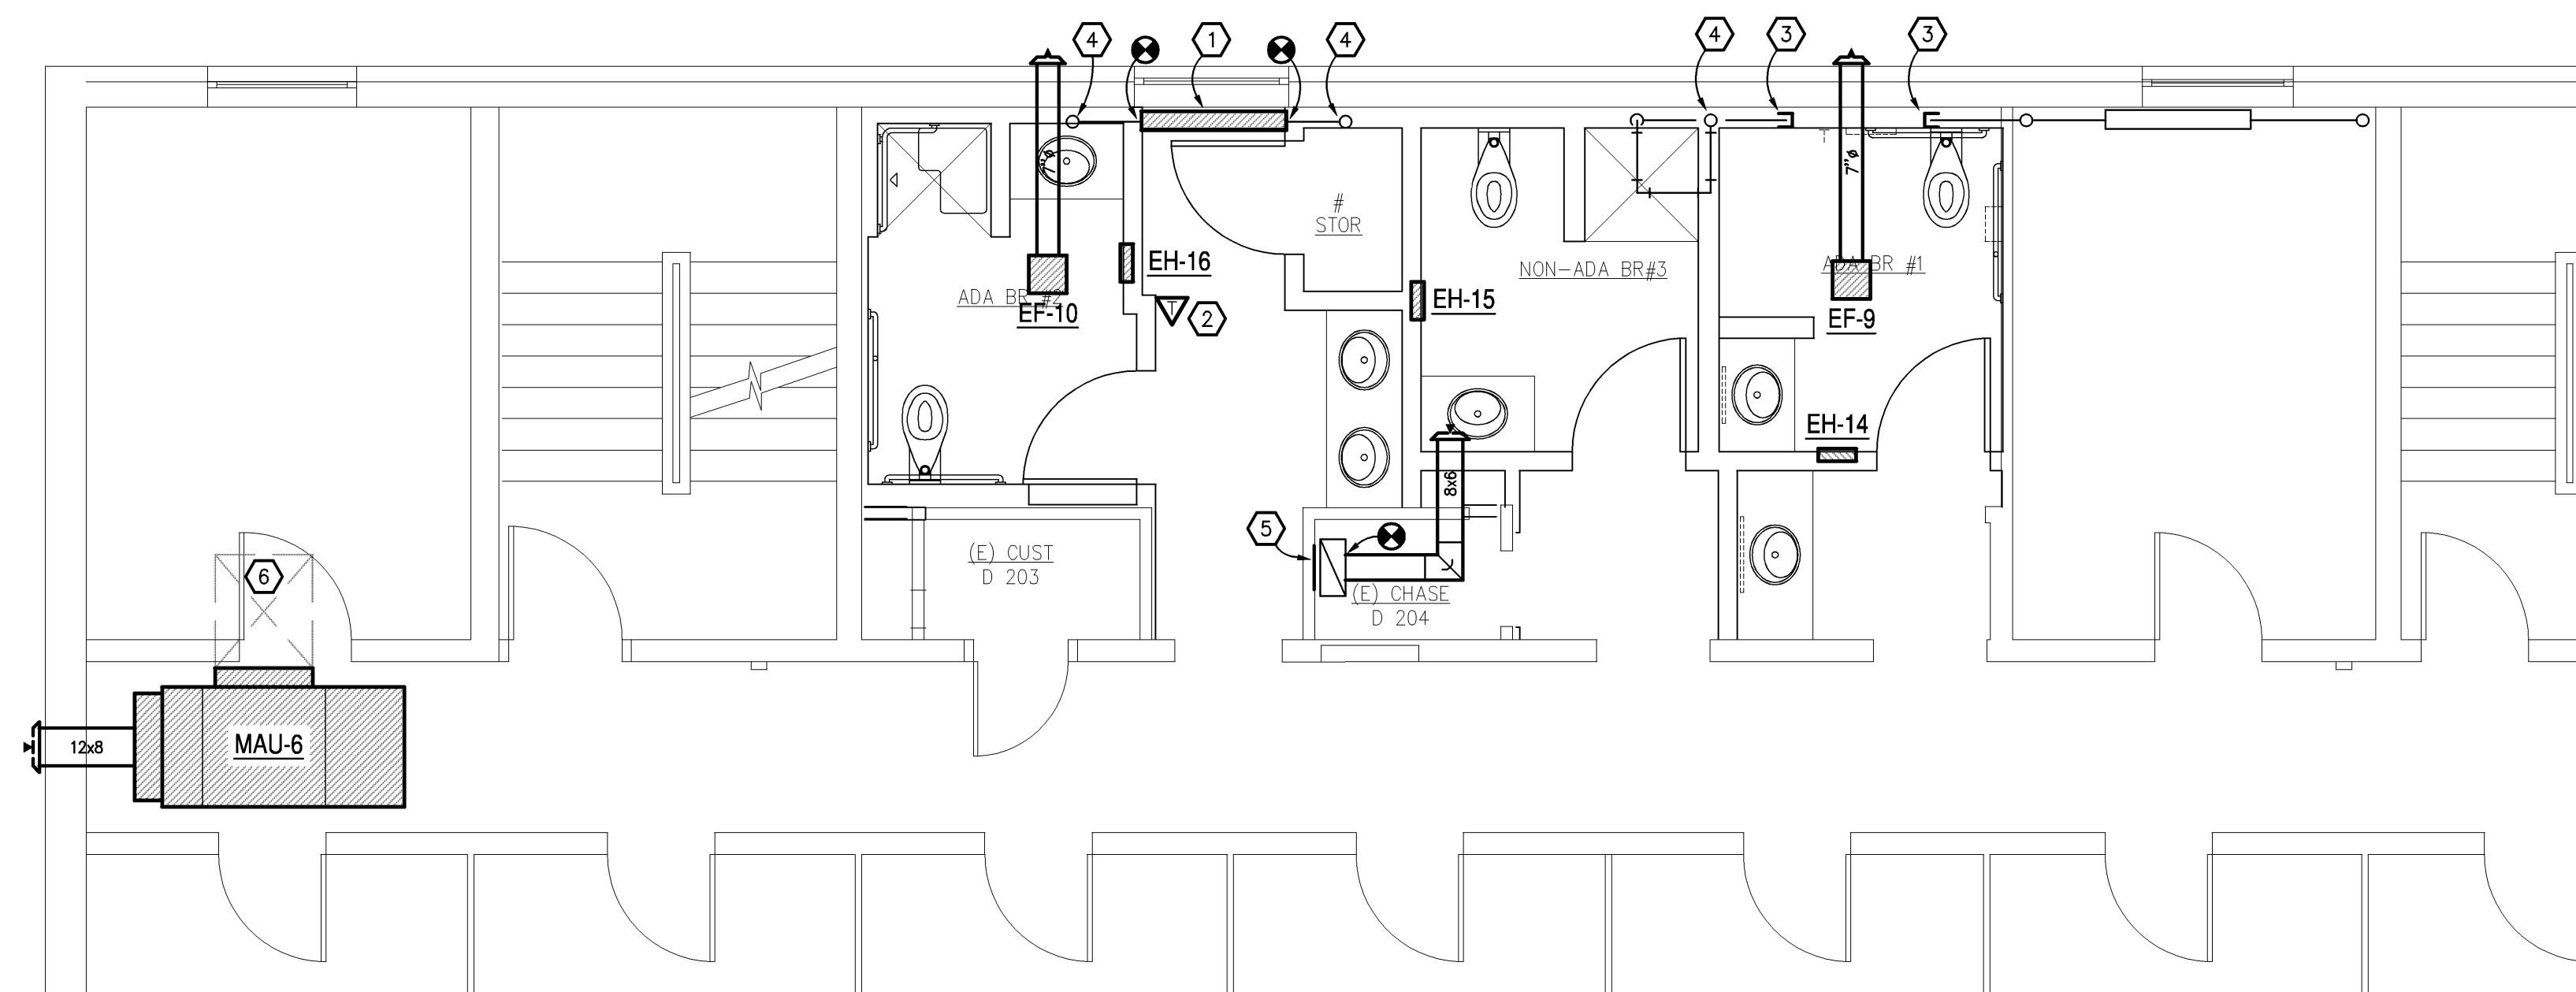 4
1
4
4
3
3
7"ø
7"ø
#
STOR
EH-16
NON-ADA BR#3
ADA BR #1
ADA BR #2
EF-10
T
2
EH-15
EF-9
EH-14
8x6
5
(E) CUST
D 203
(E) CHASE
D 204
6
12x8
MAU-6